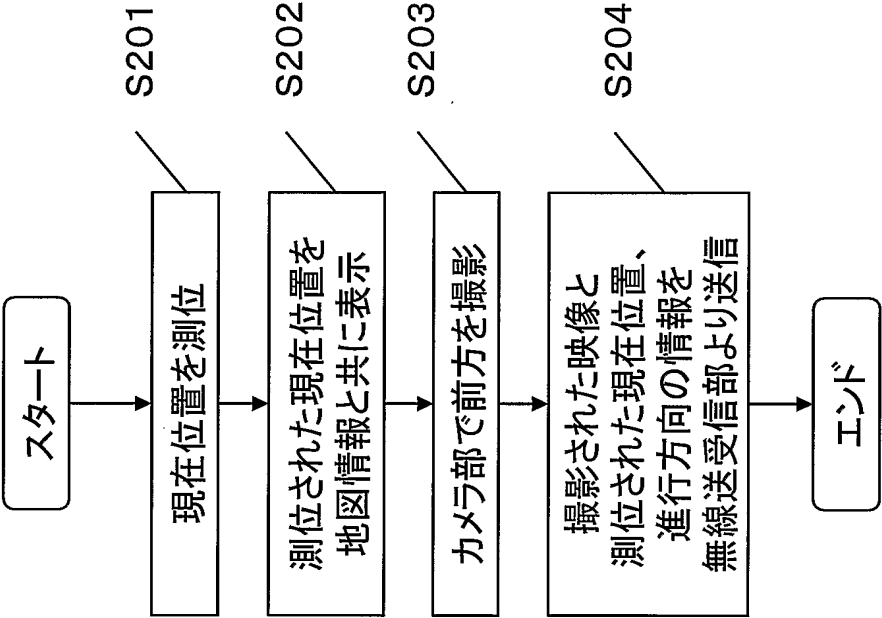 スタート
現在位置を測位
S201
測位された現在位置を
地図情報と共に表示
S202
カメラ部で前方を撮影
S203
撮影された映像と
測位された現在位置、
進行方向の情報を
無線送受信部より送信
S204
エンド